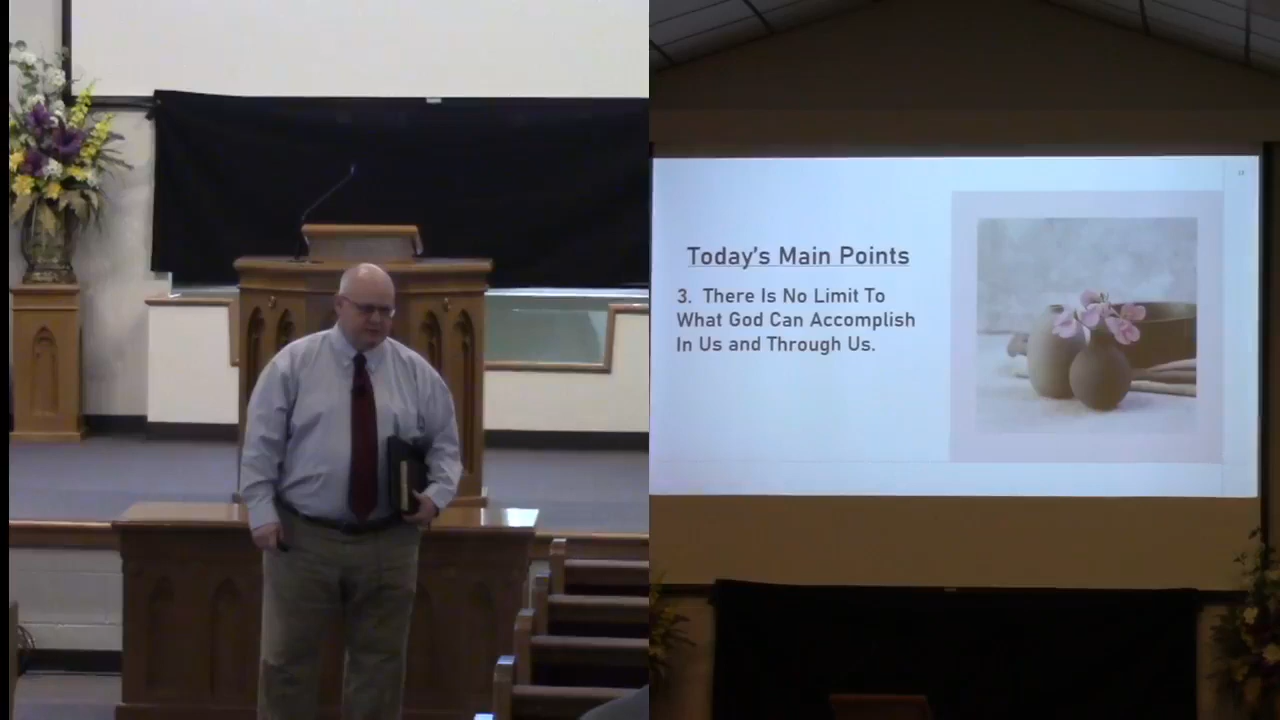 Today's Main Points
3. There Is No Limit To
What God Can Accomplish
In Us and Through Us.